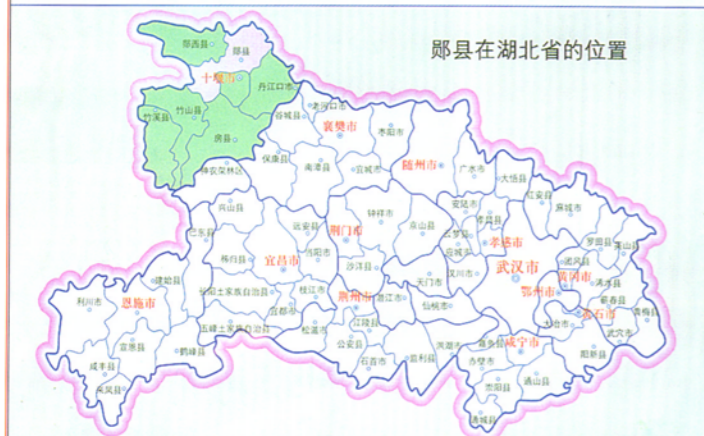 郧县在湖北省的位置
郧西县
郧县
十堰市
丹江口市
竹溪县
竹山县
房县
老河口市
谷城县
襄樊市
枣阳市
保康县
南漳县
宜城市
随州市
广水市
大悟县
神农架林区
红安县
麻城市
兴山县
安陆市
孝昌县
钟祥市
京山县
罗田县
英山县
巴东县
远安县
荆门市
云梦县
孝感市
应城市
团风县
秭归县
宜昌市
当阳市
沙洋县
汉川市
武汉市
黄冈市
浠水县
建始县
天门市
鄂州市
蕲春县
利川市
恩施市
长阳土家族自治县
枝江市
荆州市
潜江市
仙桃市
黄石市
黄梅县
宜都市
大冶市
武穴市
五峰土家族自治县
松滋市
江陵县
公安县
洪湖市
嘉鱼县
咸宁市
宣恩县
鹤峰县
石首市
监利县
赤壁市
阳新县
咸丰县
来凤县
崇阳县
通山县
通城县